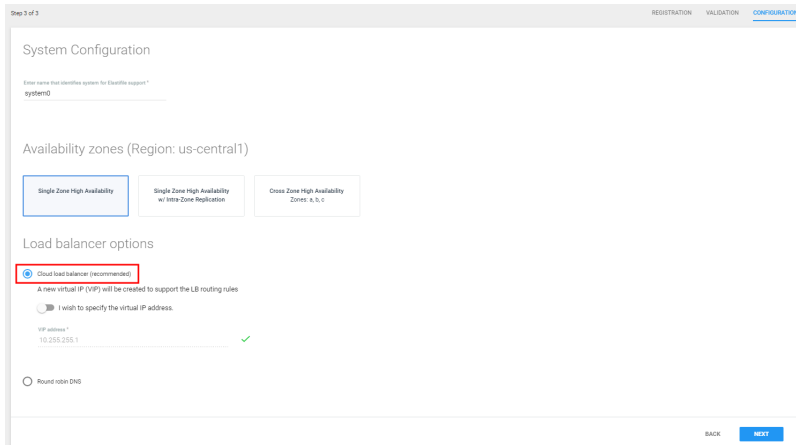 Step 3 of 3
REGISTRATION VALIDATION CONFIGURATION
System Configuration
Enter name that identifies system for Elastifile support *
system0
Availability zones (Region: us-central1)
Single Zone High Availability
Single Zone High Availability
w/ Intra-Zone Replication
Cross Zone High Availability
Zones: a, b, c
Load balancer options
Cloud load balancer (recommended)
A new virtual IP (VIP) will be created to support the LB routing rules
I wish to specify the virtual IP address.
VIP address *
10.255.255.1
Round robin DNS
BACK NEXT